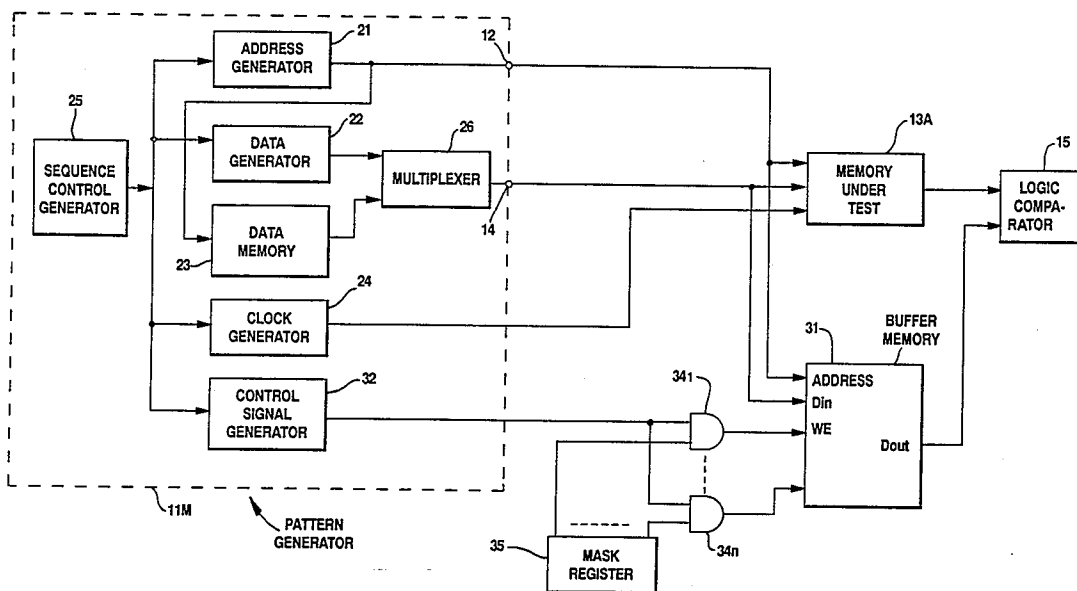 21
12
ADDRESS
GENERATOR
25
SEQUENCE
CONTROL
GENERATOR
22
DATA
GENERATOR
26
MULTIPLEXER
14
13A
MEMORY
UNDER
TEST
15
LOGIC
COMPA-
RATOR
DATA
MEMORY
23
24
CLOCK
GENERATOR
32
CONTROL
SIGNAL
GENERATOR
BUFFER
MEMORY
31
ADDRESS
Din
WE
Dout
341
34n
35
MASK
REGISTER
11M
PATTERN
GENERATOR